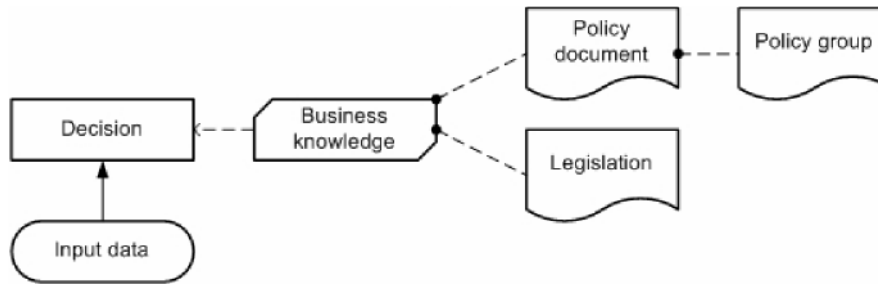 Policy
document
Policy group
Decision
Business
knowledge
Legislation
Input data